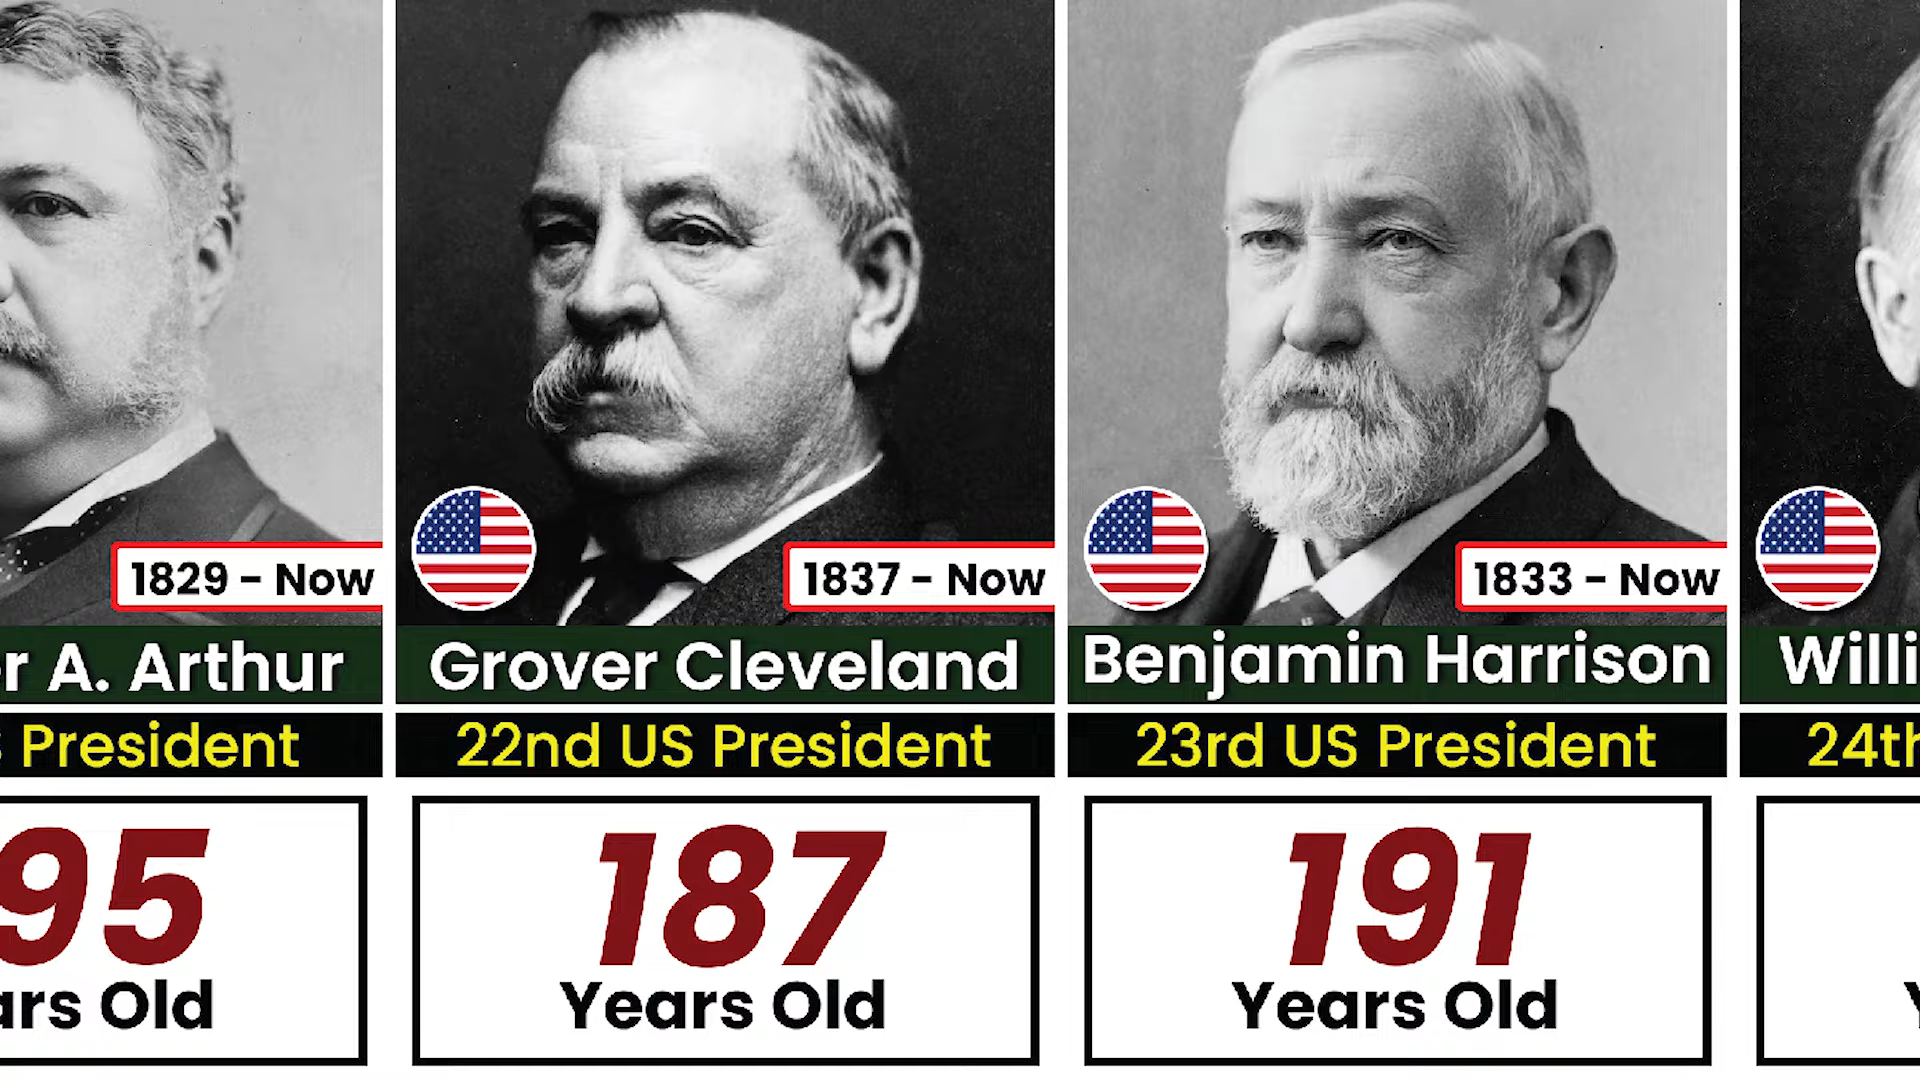 1829 - Now
r A. Arthur
President
95
ars Old
1837 - Now
Grover Cleveland
22nd US President
187
Years Old
1833 - Now
Benjamin Harrison
23rd US President
191
Years Old
Willi
24th